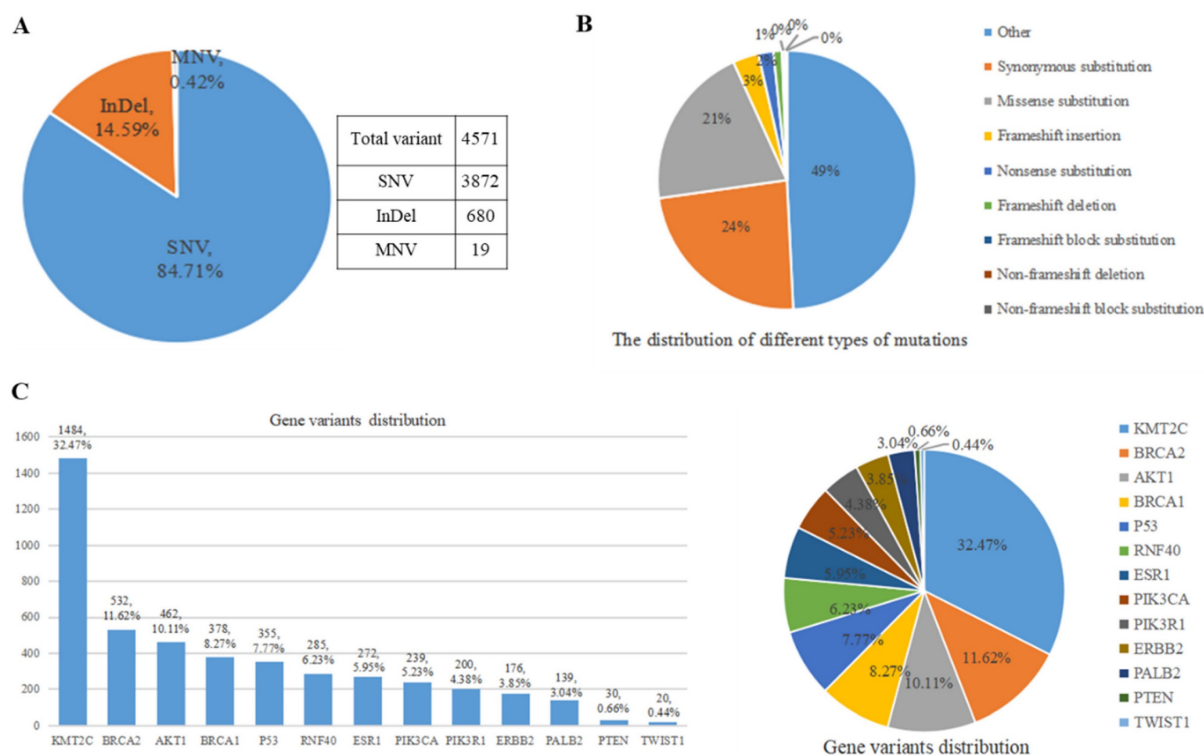 A
MNV,
0.42%
InDel,
14.59%
SNV,
84.71%
Total variant 4571
SNV 3872
InDel 680
MNV 19
B
1% 0% 0%
0%
2%
3%
21%
24%
49%
Other
Synonymous substitution
Missense substitution
Frameshift insertion
Nonsense substitution
Frameshift deletion
Frameshift block substitution
Non-frameshift deletion
Non-frameshift block substitution
The distribution of different types of mutations
C
Gene variants distribution
1600
1400
1200
1000
800
600
400
200
0
1484,
32.47%
532,
11.62%
462,
10.11%
378,
8.27%
355,
7.77%
285,
6.23%
272,
5.95%
239,
5.23%
200,
4.38%
176,
3.85%
139,
3.04%
30,
0.66%
20,
0.44%
KMT2C BRCA2 AKT1 BRCA1 P53 RNF40 ESR1 PIK3CA PIK3R1 ERBB2 PALB2 PTEN TWIST1
0.66%
3.04% 0.44%
3.85%
4.38%
5.23%
5.95%
6.23%
7.77%
8.27%
10.11%
11.62%
32.47%
KMT2C
BRCA2
AKT1
BRCA1
P53
RNF40
ESR1
PIK3CA
PIK3R1
ERBB2
PALB2
PTEN
TWIST1
Gene variants distribution